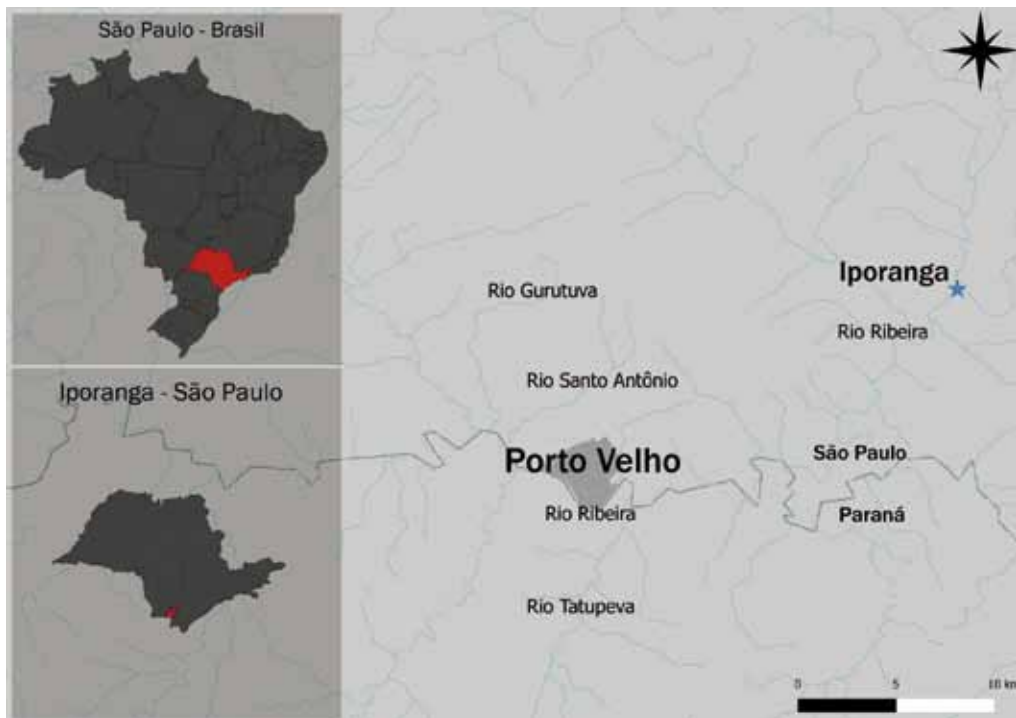 São Paulo - Brasil
Iporanga - São Paulo
Iporanga
Rio Gurutuva
Rio Ribeira
Rio Santo Antônio
Porto Velho
São Paulo
Rio Ribeira
Paraná
Rio Tatupeva
0 5 10 km